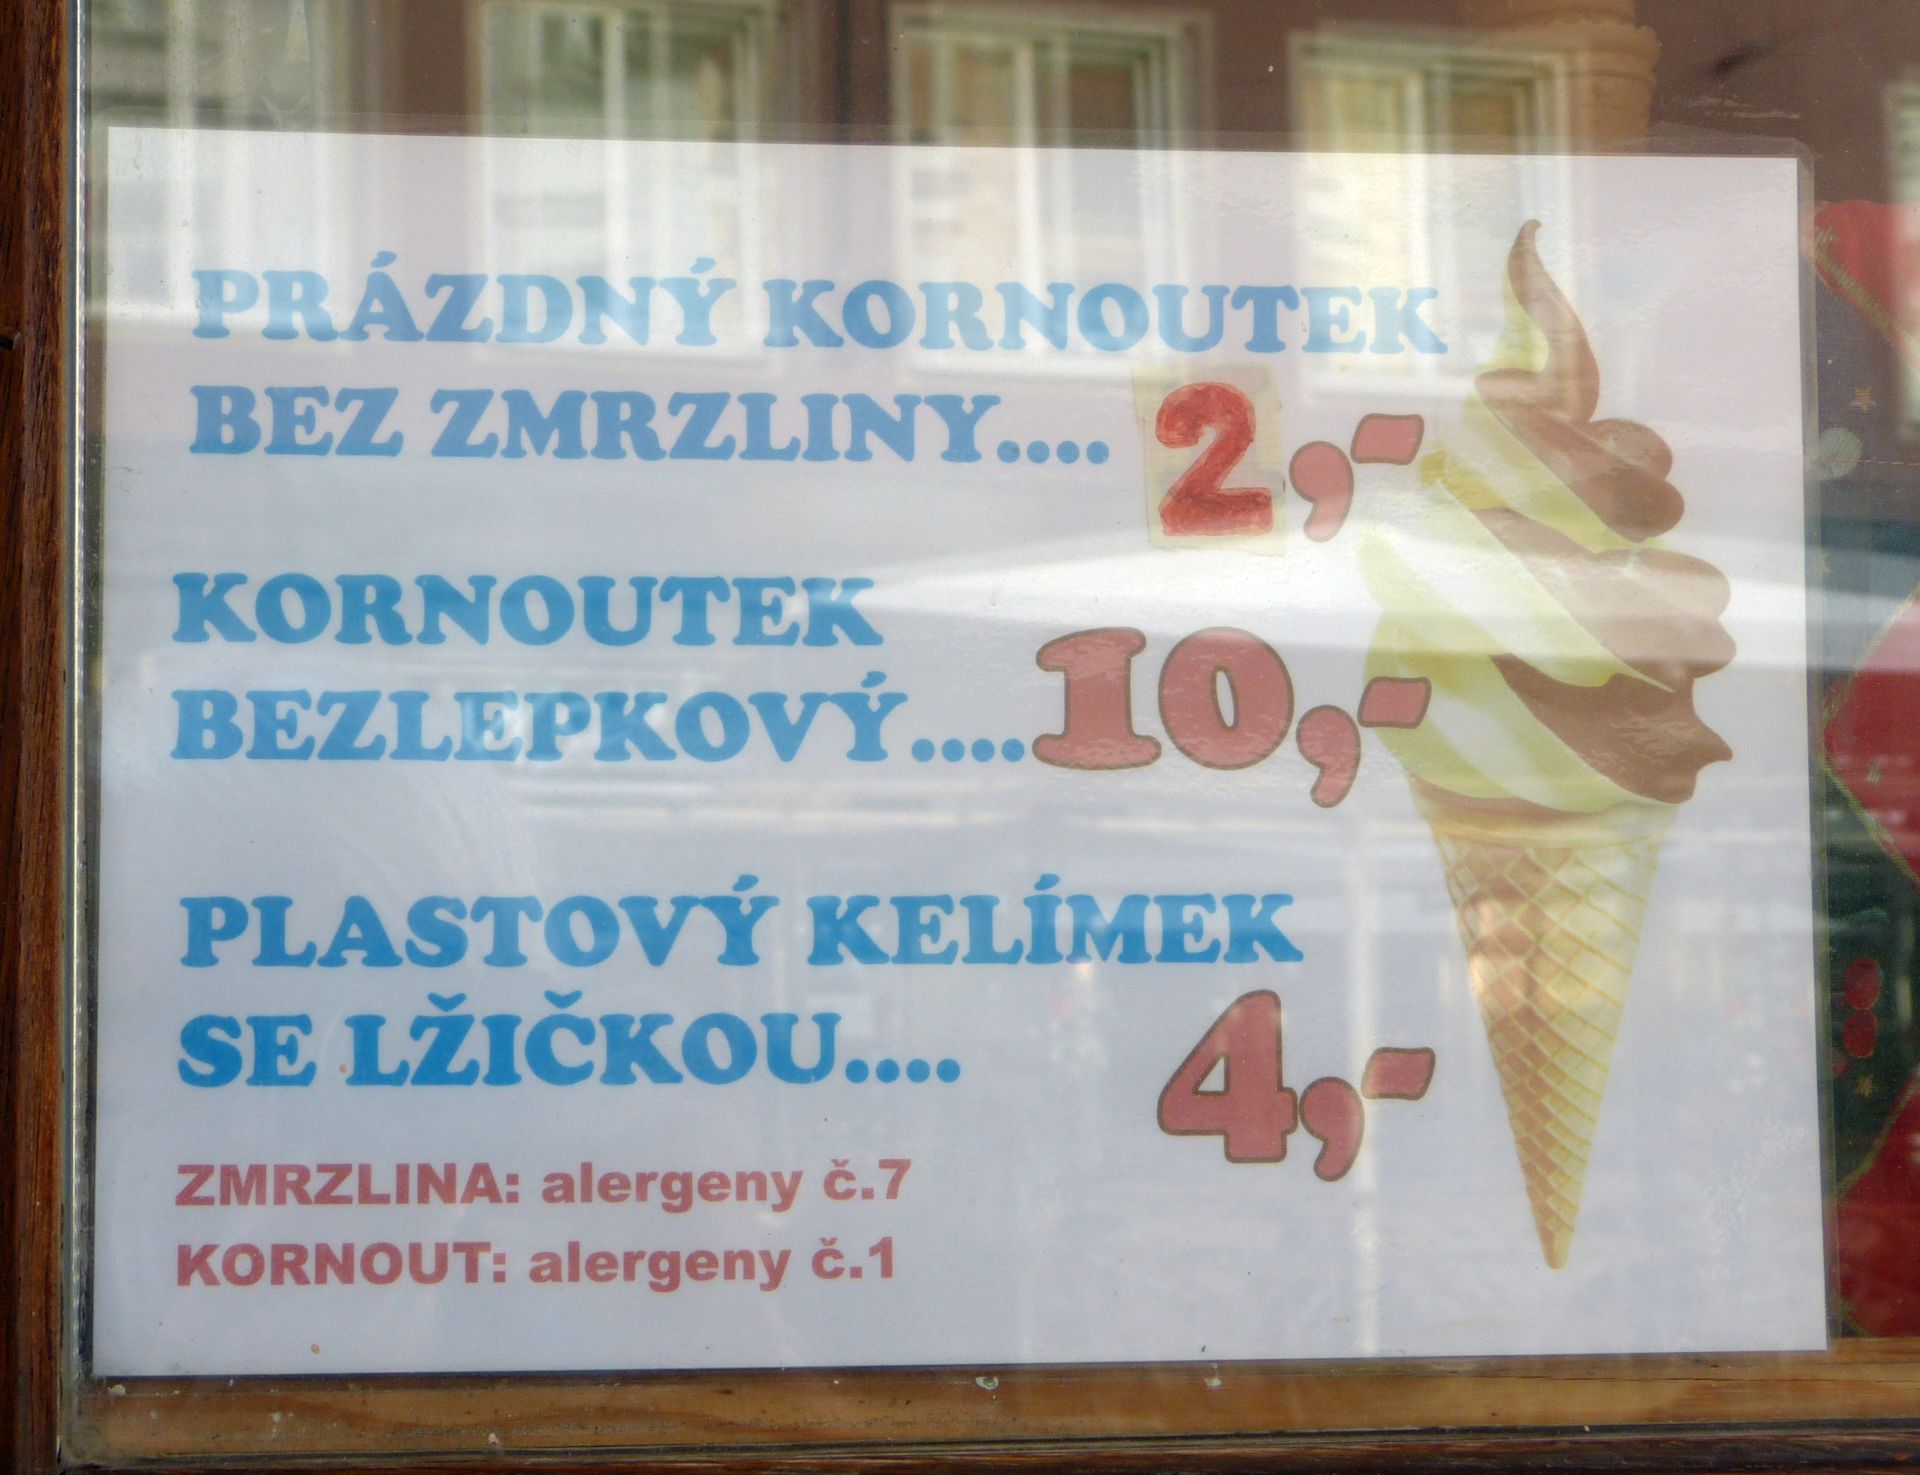 PRÁZDNÝ KORNOUTEK
BEZ ZMRZLINY.... 2,-
KORNOUTEK
BEZLEPKOVÝ.... 10,-
PLASTOVÝ KELÍMEK
SE LŽIČKOU.... 4,-
ZMRZLINA: alergeny č.7
KORNOUT: alergeny č.1